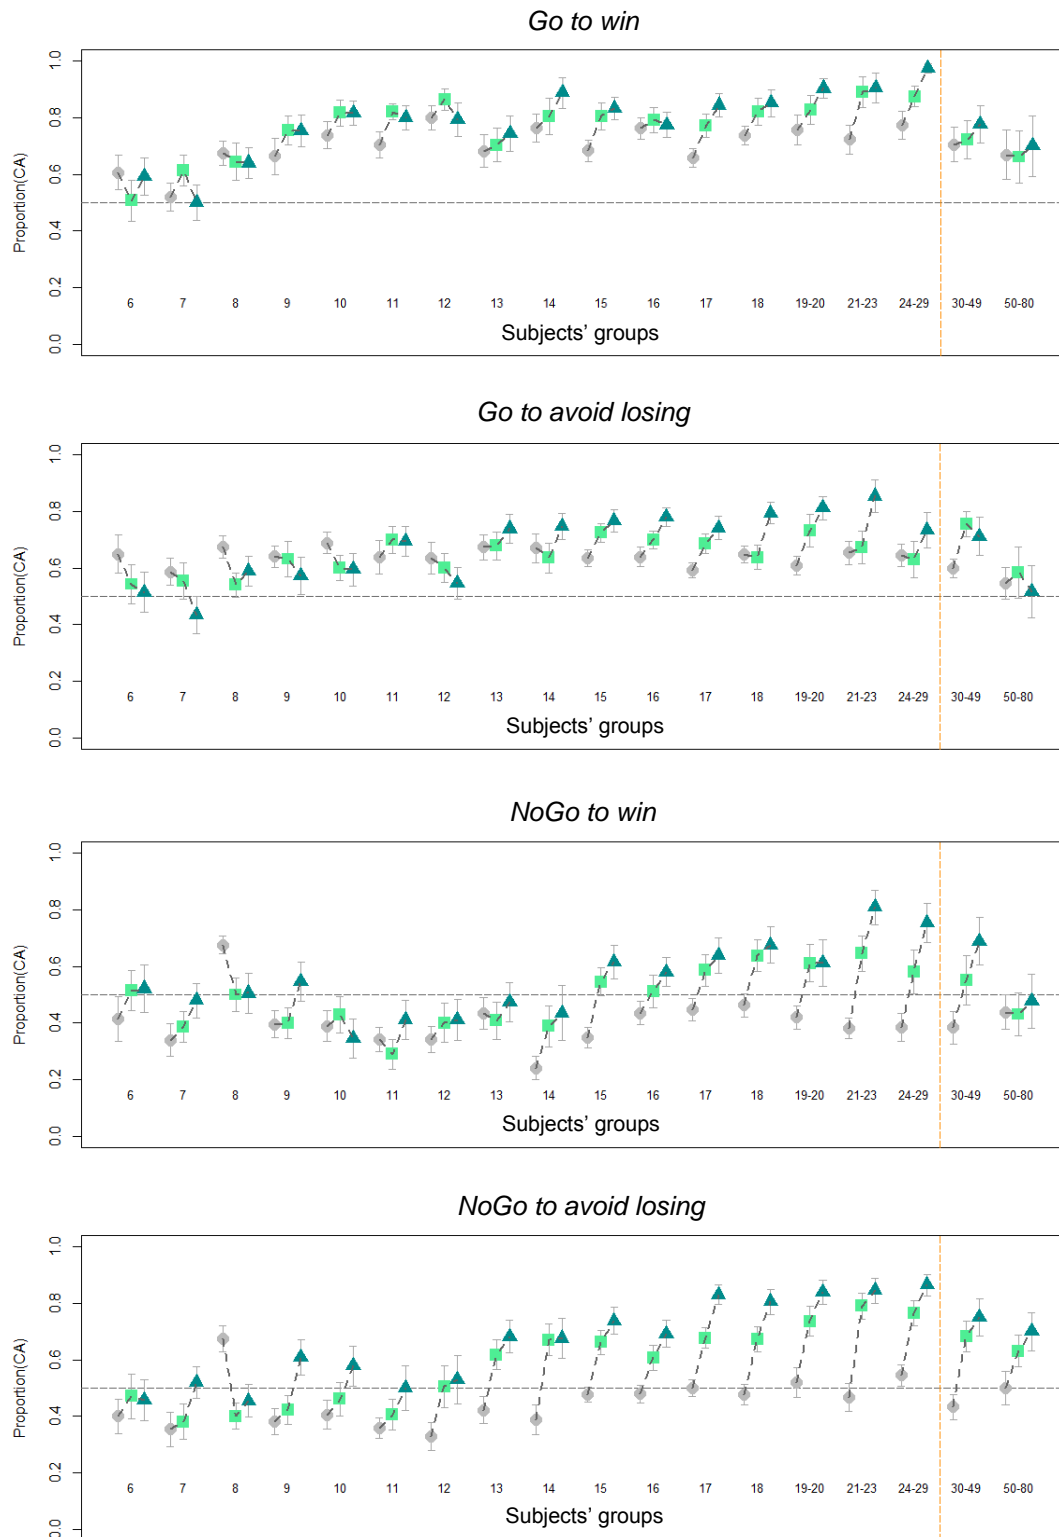 Go to win
Proportion(CA)
1.0
0.8
0.6
0.4
0.2
0.0
6 7 8 9 10 11 12 13 14 15 16 17 18 19-20 21-23 24-29 30-49 50-80
Subjects' groups
Go to avoid losing
Proportion(CA)
1.0
0.8
0.6
0.4
0.2
0.0
6 7 8 9 10 11 12 13 14 15 16 17 18 19-20 21-23 24-29 30-49 50-80
Subjects' groups
NoGo to win
Proportion(CA)
1.0
0.8
0.6
0.4
0.2
0.0
6 7 8 9 10 11 12 13 14 15 16 17 18 19-20 21-23 24-29 30-49 50-80
Subjects' groups
NoGo to avoid losing
Proportion(CA)
1.0
0.8
0.6
0.4
0.2
0.0
6 7 8 9 10 11 12 13 14 15 16 17 18 19-20 21-23 24-29 30-49 50-80
Subjects' groups